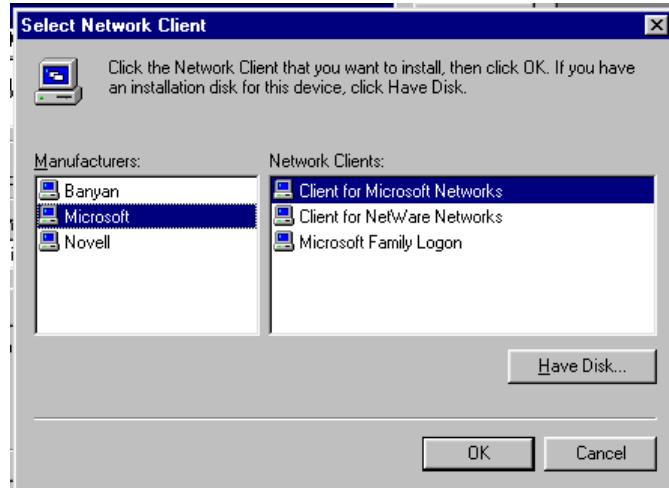 Select Network Client
Click the Network Client that you want to install, then click OK. If you have
an installation disk for this device, click Have Disk.
Manufacturers:
Banyan
Microsoft
Novell
Network Clients:
Client for Microsoft Networks
Client for NetWare Networks
Microsoft Family Logon
Have Disk...
OK
Cancel